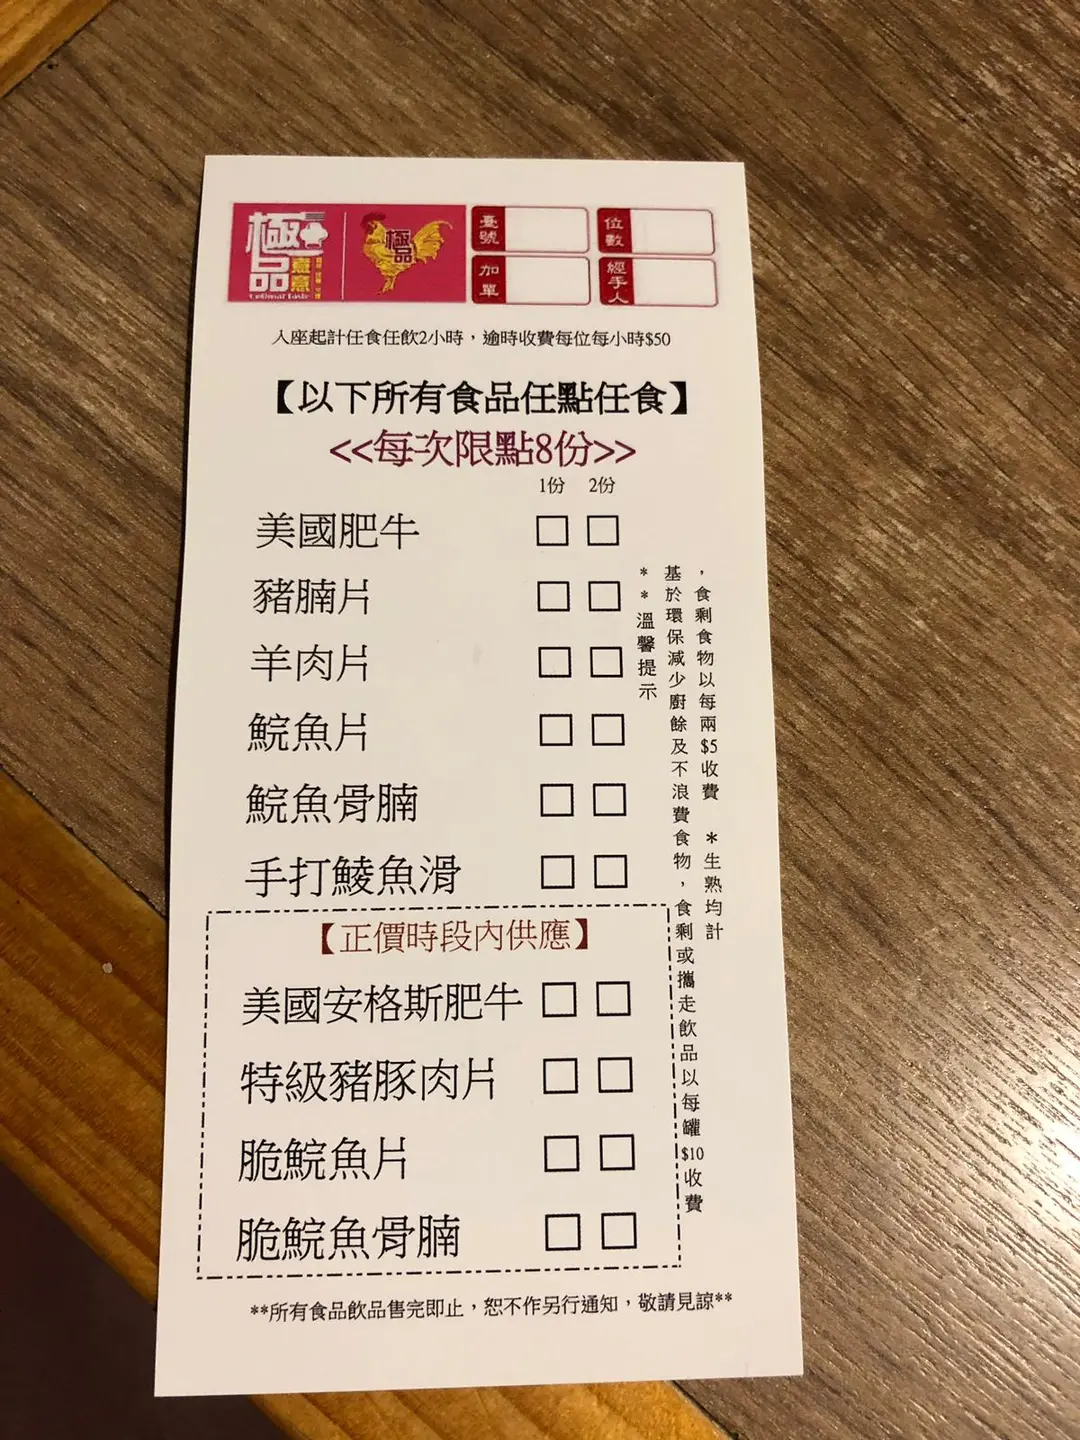 極品
煮意
Optimal Taste
極品
臺號
位數
加單
經手人
入座起計任食任飲2小時，逾時收費每位每小時$50
【以下所有食品任點任食】
<<每次限點8份>>
1份 2份
美國肥牛 □ □
豬腩片 □ □
羊肉片 □ □
鯇魚片 □ □
鯇魚骨腩 □ □
手打鯪魚滑 □ □
【正價時段內供應】
美國安格斯肥牛 □ □
特級豬豚肉片 □ □
脆鯇魚片 □ □
脆鯇魚骨腩 □ □
**溫馨提示
基於環保減少廚餘及不浪費食物，食剩或攜走飲品以每罐$10收費
，食剩食物以每兩$5收費 *生熟均計
**所有食品飲品售完即止，恕不作另行通知，敬請見諒**